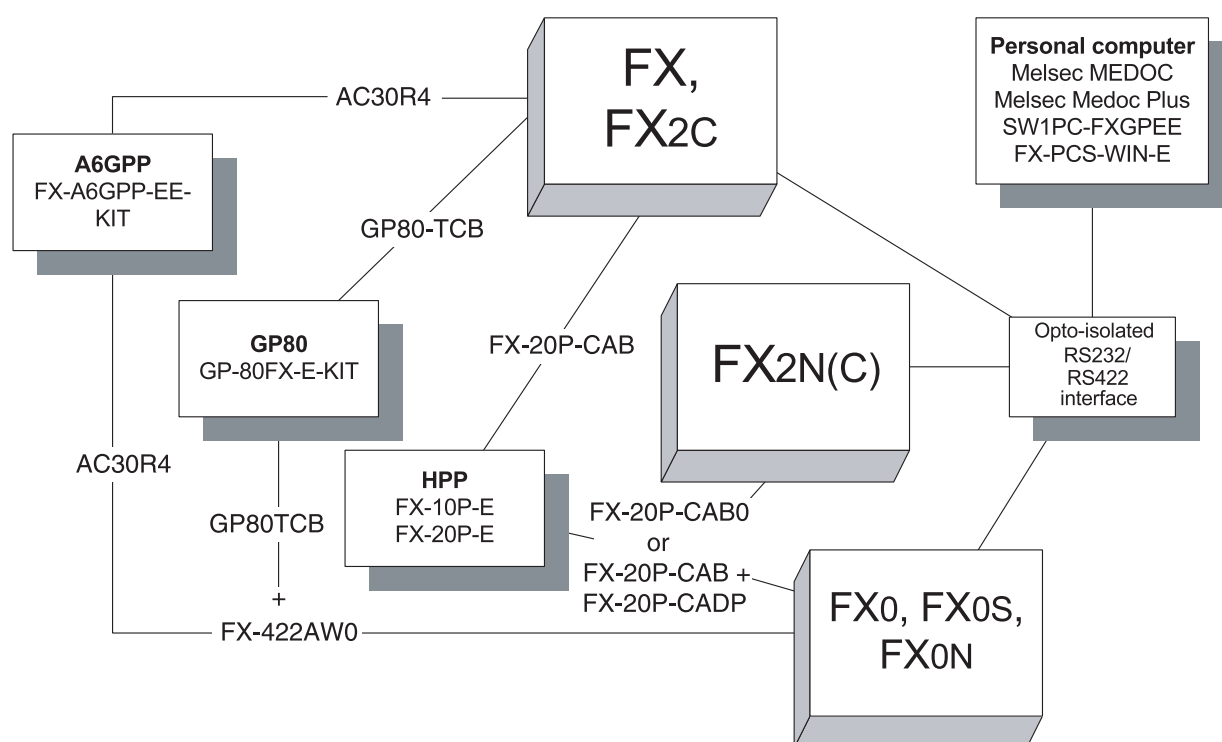 FX,
FX2C
Personal computer
Melsec MEDOC
Melsec Medoc Plus
SW1PC-FXGPEE
FX-PCS-WIN-E
AC30R4
A6GPP
FX-A6GPP-EE-
KIT
GP80-TCB
GP80
GP-80FX-E-KIT
FX-20P-CAB
FX2N(C)
Opto-isolated
RS232/
RS422
interface
AC30R4
HPP
FX-10P-E
FX-20P-E
GP80TCB
+
FX-422AW0
FX-20P-CAB0
or
FX-20P-CAB +
FX-20P-CADP
FX0, FX0S,
FX0N